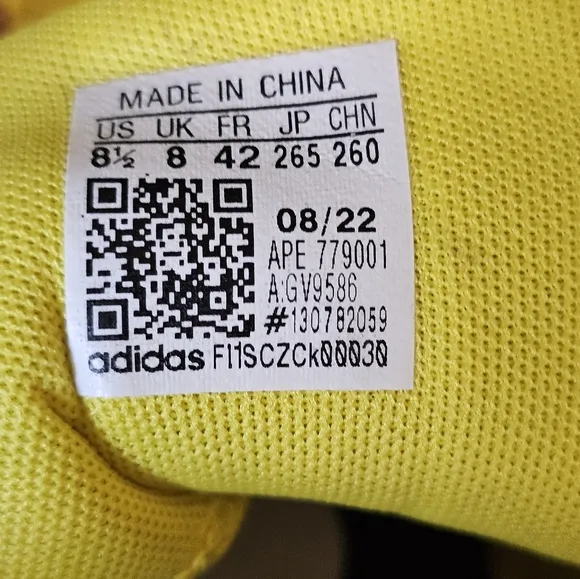 MADE IN CHINA
US UK FR JP CHN
8½ 8 42 265 260
08/22
APE 779001
A:GV9586
#130782059
adidas FI1SCZCk00030